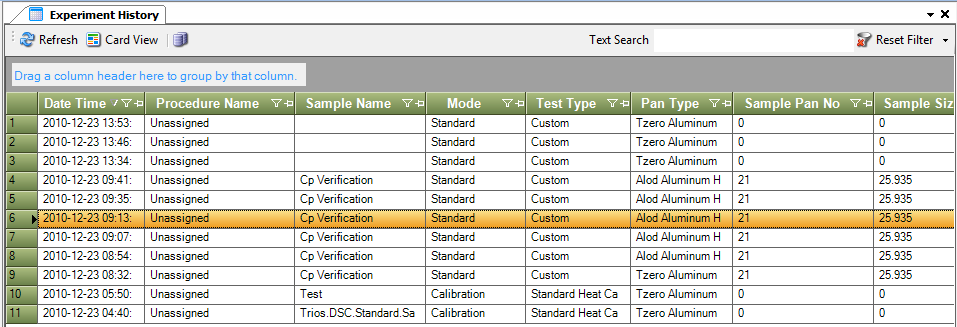 Experiment History
Refresh Card View Text Search Reset Filter
Drag a column header here to group by that column.
Date Time Procedure Name Sample Name Mode Test Type Pan Type Sample Pan No Sample Siz
1 2010-12-23 13:53: Unassigned Standard Custom Tzero Aluminum 0 0
2 2010-12-23 13:46: Unassigned Standard Custom Tzero Aluminum 0 0
3 2010-12-23 13:34: Unassigned Standard Custom Tzero Aluminum 0 0
4 2010-12-23 09:41: Unassigned Cp Verification Standard Custom Alod Aluminum H 21 25.935
5 2010-12-23 09:35: Unassigned Cp Verification Standard Custom Alod Aluminum H 21 25.935
6 2010-12-23 09:13: Unassigned Cp Verification Standard Custom Alod Aluminum H 21 25.935
7 2010-12-23 09:07: Unassigned Cp Verification Standard Custom Alod Aluminum H 21 25.935
8 2010-12-23 08:54: Unassigned Cp Verification Standard Custom Alod Aluminum H 21 25.935
9 2010-12-23 08:32: Unassigned Cp Verification Standard Custom Tzero Aluminum 21 25.935
10 2010-12-23 05:50: Unassigned Test Calibration Standard Heat Ca Tzero Aluminum 0 0
11 2010-12-23 04:40: Unassigned Trios.DSC.Standard.Sa Calibration Standard Heat Ca Tzero Aluminum 0 0